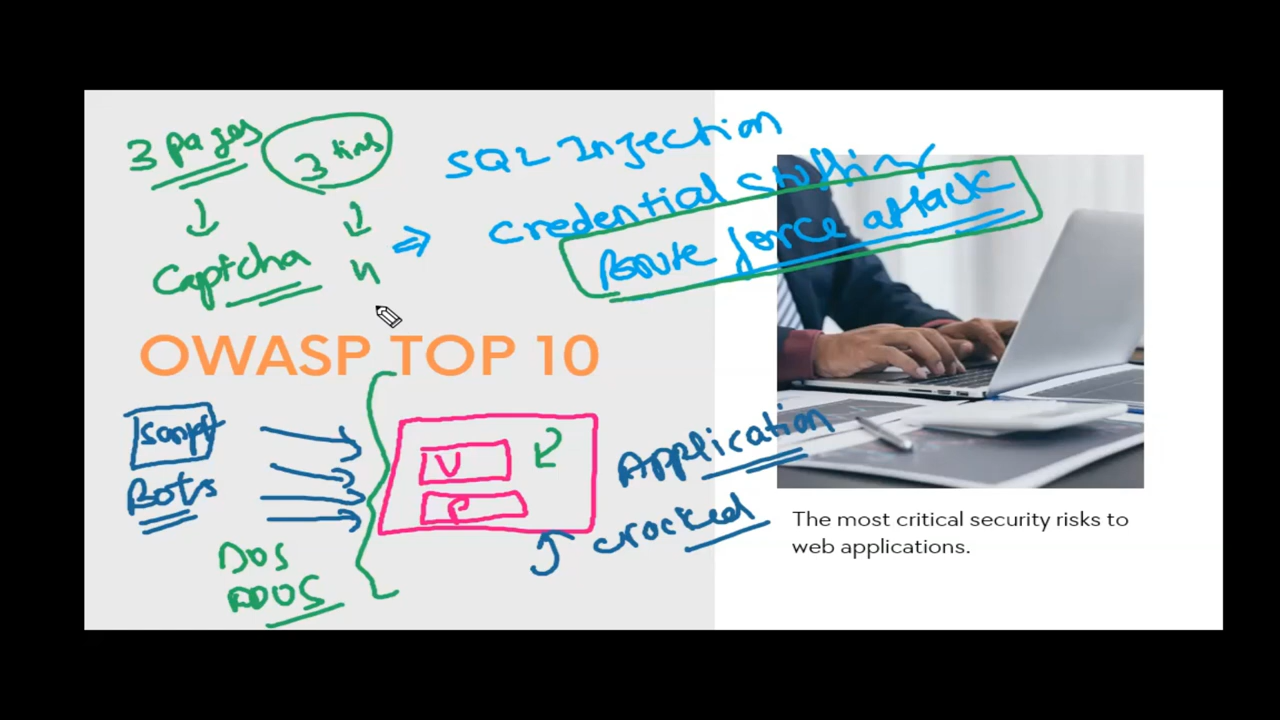 3 pages 3 times
SQL Injection
Credential Stuffing
Captcha
Brute force attack
OWASP TOP 10
Script
Bots
U
P
Application
cracked
DOS
DDOS
The most critical security risks to
web applications.